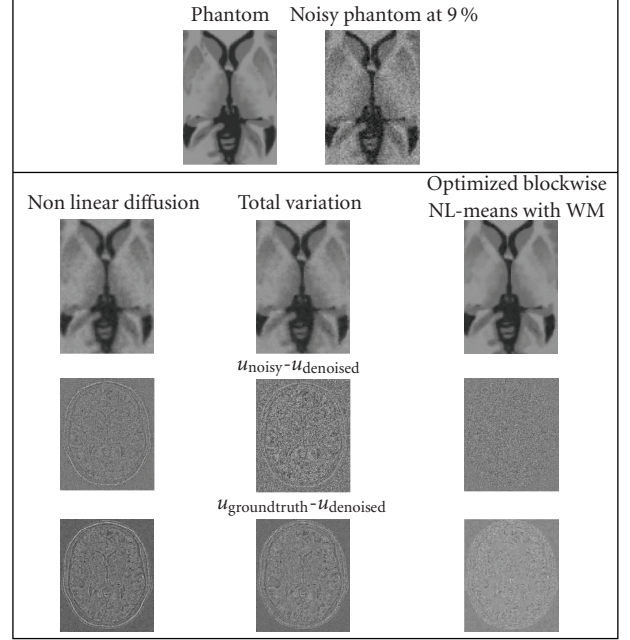 Phantom Noisy phantom at 9 %
Non linear diffusion Total variation Optimized blockwise NL-means with WM
u_noisy-u_denoised
u_groundtruth-u_denoised